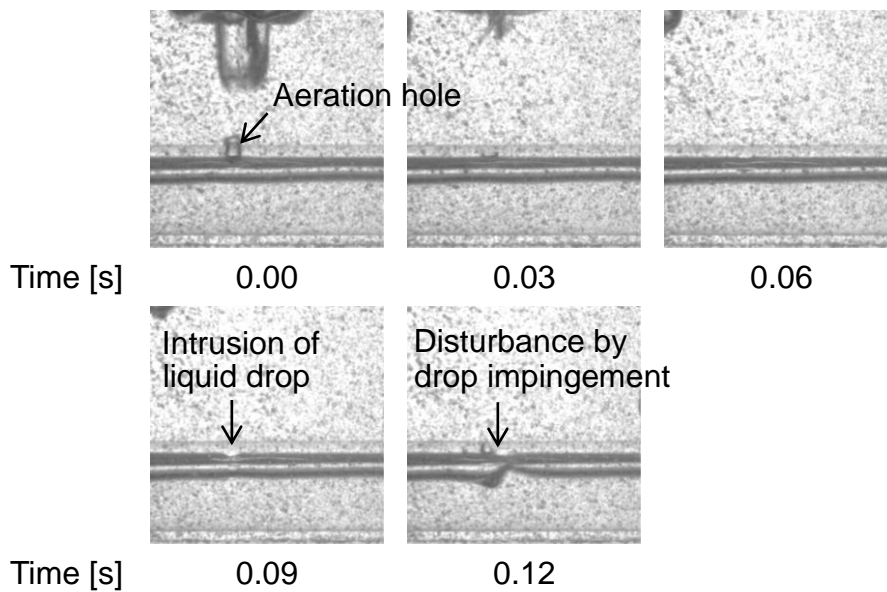 Aeration hole
Time [s] 0.00 0.03 0.06
Intrusion of
liquid drop
Disturbance by
drop impingement
Time [s] 0.09 0.12